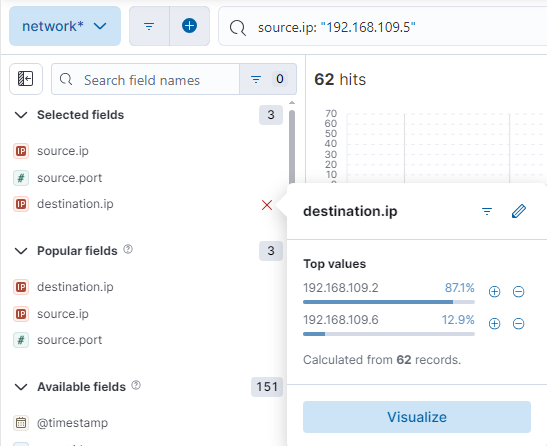 network*
source.ip: "192.168.109.5"
Search field names
0
62 hits
Selected fields 3
70
60
50
40
30
20
10
0
IP source.ip
# source.port
IP destination.ip
destination.ip
Top values
192.168.109.2 87.1%
192.168.109.6 12.9%
Calculated from 62 records.
Visualize
Popular fields 3
IP destination.ip
IP source.ip
# source.port
Available fields 151
@timestamp